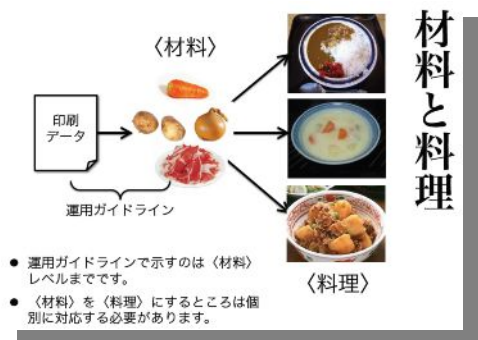 材料と料理
〈材料〉
印刷
データ
運用ガイドライン
〈料理〉
● 運用ガイドラインで示すのは〈材料〉
レベルまでです。
● 〈材料〉を〈料理〉にするところは個
別に対応する必要があります。